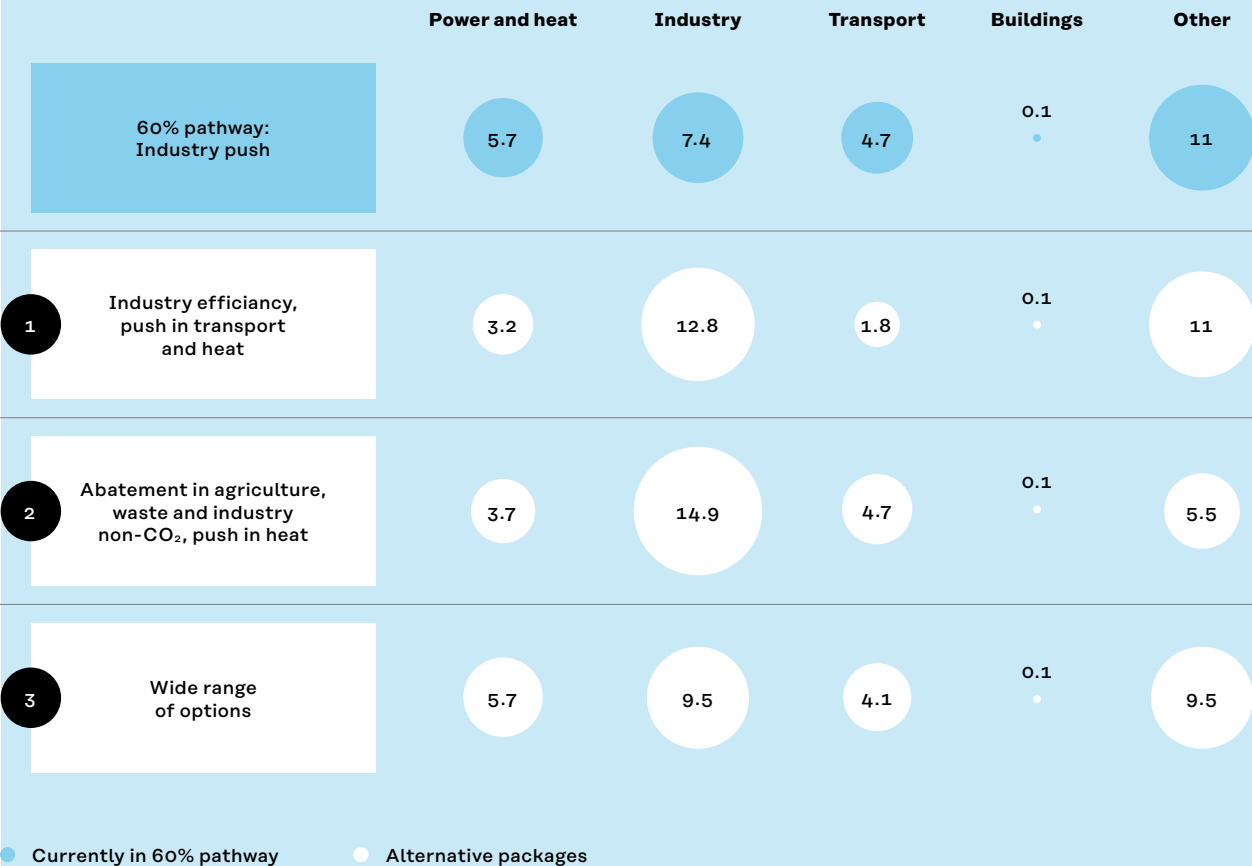 Power and heat Industry Transport Buildings Other
60% pathway:
Industry push
5.7 7.4 4.7 0.1 11
1
Industry efficiancy,
push in transport
and heat
3.2 12.8 1.8 0.1 11
2
Abatement in agriculture,
waste and industry
non-CO₂, push in heat
3.7 14.9 4.7 0.1 5.5
3
Wide range
of options
5.7 9.5 4.1 0.1 9.5
Currently in 60% pathway Alternative packages